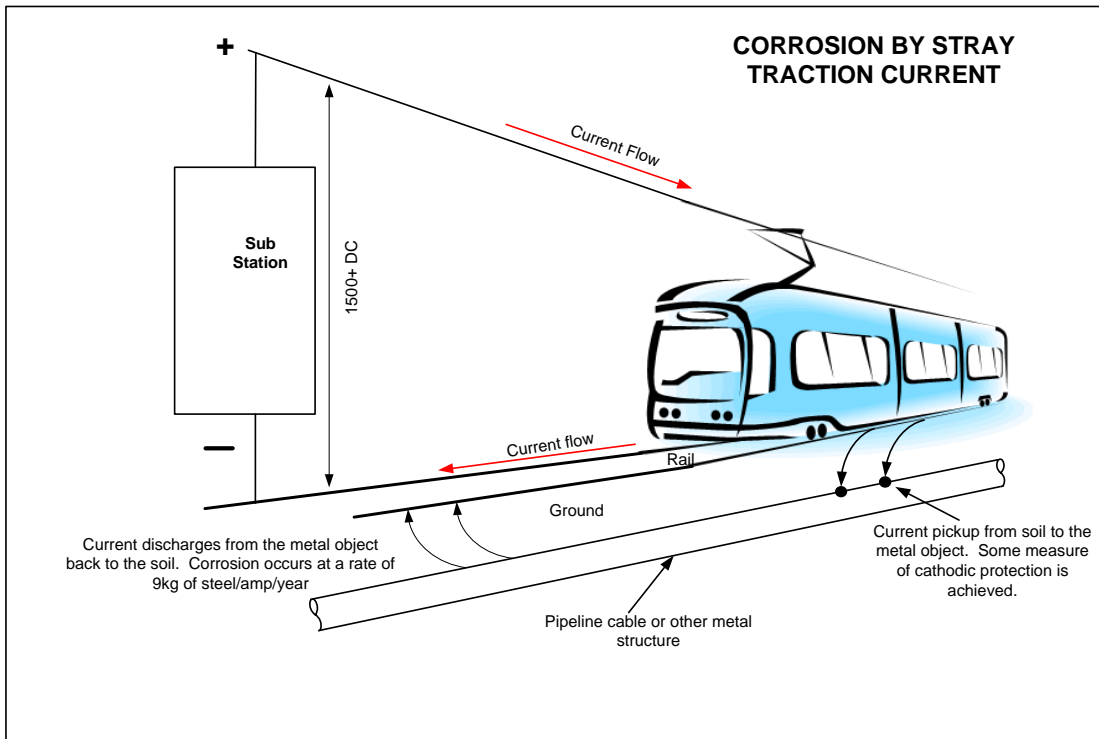 CORROSION BY STRAY
TRACTION CURRENT
+
Current Flow
Sub
Station
1500+ DC
–
Current flow
Rail
Ground
Current discharges from the metal object
back to the soil.  Corrosion occurs at a rate of
9kg of steel/amp/year
Current pickup from soil to the
metal object.  Some measure
of cathodic protection is
achieved.
Pipeline cable or other metal
structure